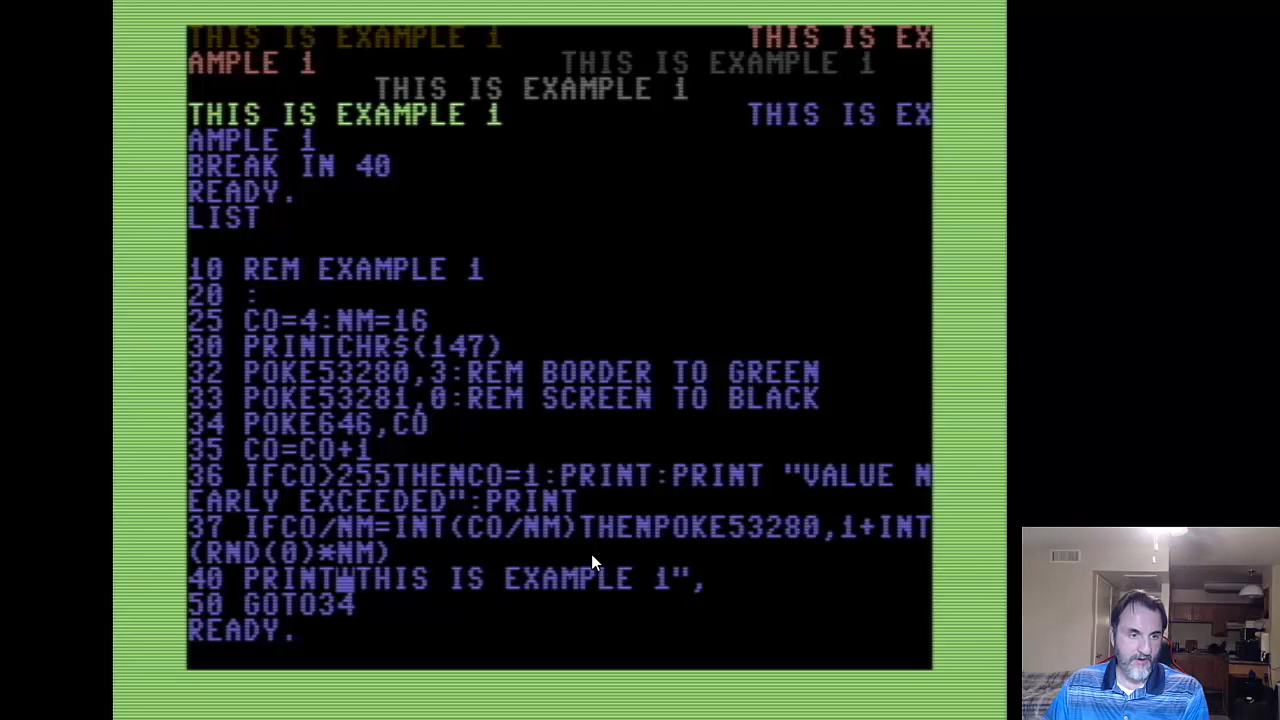 THIS IS EXAMPLE 1 THIS IS EX
AMPLE 1 THIS IS EXAMPLE 1
THIS IS EXAMPLE 1
THIS IS EXAMPLE 1 THIS IS EX
AMPLE 1
BREAK IN 40
READY.
LIST
10 REM EXAMPLE 1
20 :
25 CO=4:NM=16
30 PRINTCHR$(147)
32 POKE53280,3:REM BORDER TO GREEN
33 POKE53281,0:REM SCREEN TO BLACK
34 POKE646,CO
35 CO=CO+1
36 IFCO>255THENCO=1:PRINT:PRINT "VALUE N
EARLY EXCEEDED":PRINT
37 IFCO/NM=INT(CO/NM)THENPOKE53280,1+INT
(RND(0)*NM)
40 PRINT"THIS IS EXAMPLE 1",
50 GOTO34
READY.